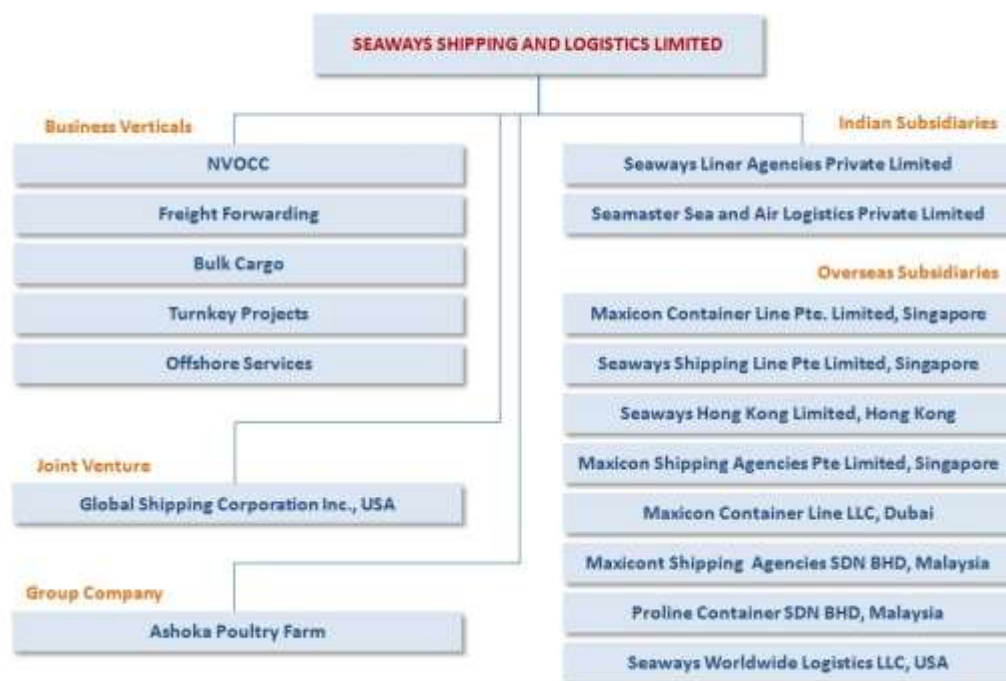 SEAWAYS SHIPPING AND LOGISTICS LIMITED
Business Verticals
NVOCC
Freight Forwarding
Bulk Cargo
Turnkey Projects
Offshore Services
Joint Venture
Global Shipping Corporation Inc., USA
Group Company
Ashoka Poultry Farm
Indian Subsidiaries
Seaways Liner Agencies Private Limited
Seamaster Sea and Air Logistics Private Limited
Overseas Subsidiaries
Maxicon Container Line Pte. Limited, Singapore
Seaways Shipping Line Pte Limited, Singapore
Seaways Hong Kong Limited, Hong Kong
Maxicon Shipping Agencies Pte Limited, Singapore
Maxicon Container Line LLC, Dubai
Maxicont Shipping Agencies SDN BHD, Malaysia
Proline Container SDN BHD, Malaysia
Seaways Worldwide Logistics LLC, USA